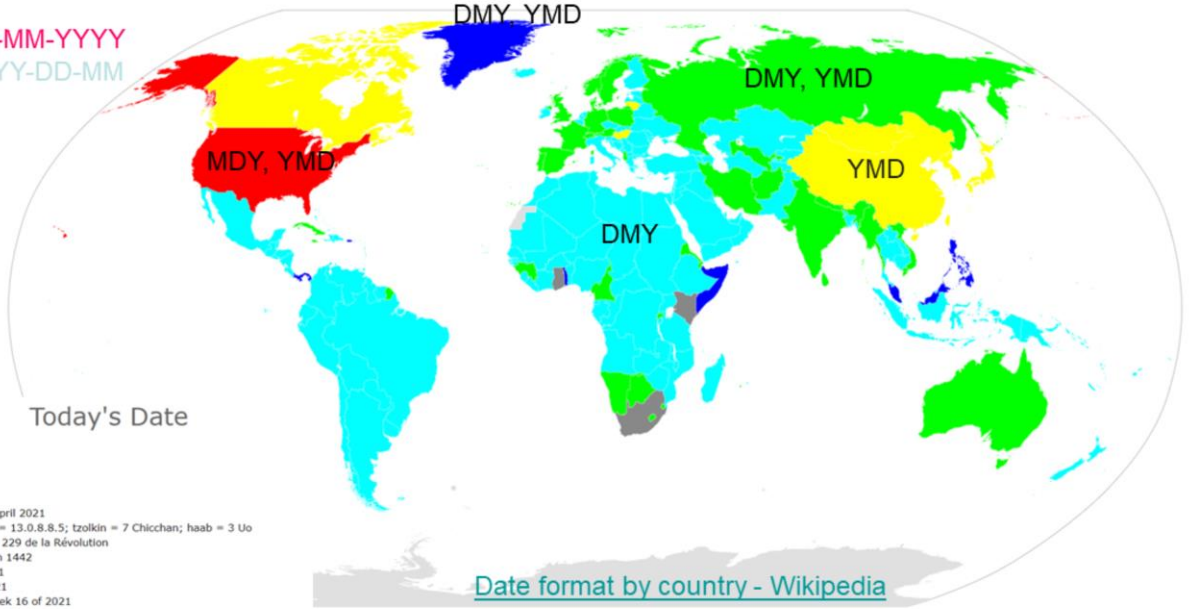 DMY, YMD
-MM-YYYY
YY-DD-MM
DMY, YMD
MDY, YMD
YMD
DMY
Today's Date
pril 2021
= 13.0.8.8.5; tzolkin = 7 Chicchan; haab = 3 Uo
229 de la Révolution
1442
1
21
ek 16 of 2021
Date format by country - Wikipedia